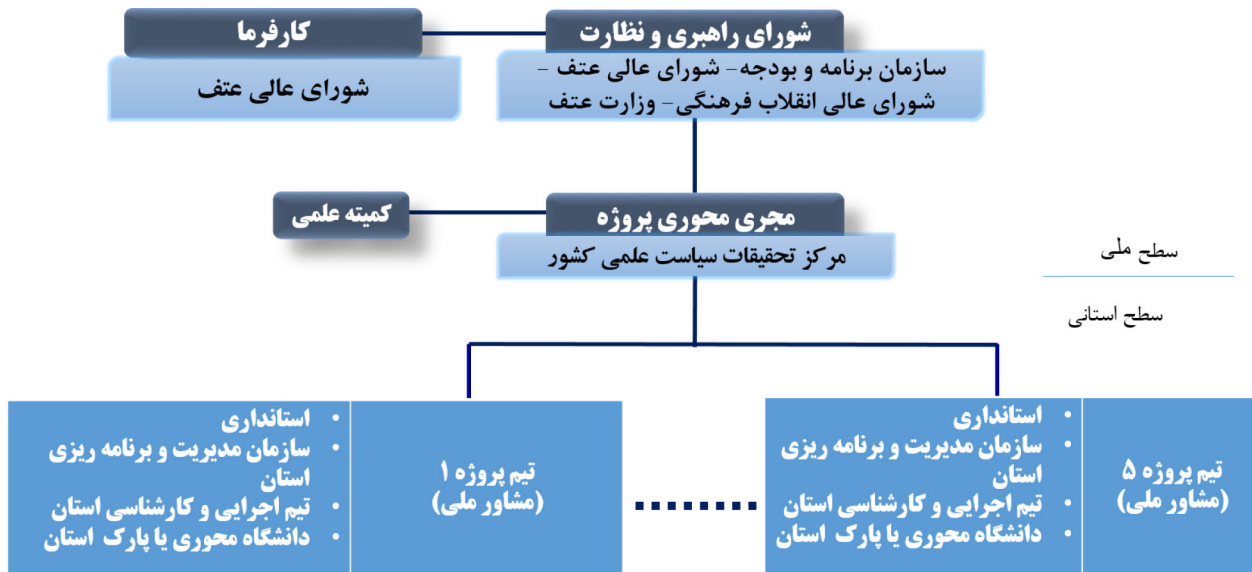 شورای راهبری و نظارت
سازمان برنامه و بودجه- شورای عالی عتف –
شورای عالی انقلاب فرهنگی- وزارت عتف
کارفرما
شورای عالی عتف
مجری محوری پروژه
مرکز تحقیقات سیاست علمی کشور
کمیته علمی
سطح ملی
سطح استانی
تیم پروژه ۵
(مشاور ملی)
• استانداری
• سازمان مدیریت و برنامه ریزی
استان
• تیم اجرایی و کارشناسی استان
• دانشگاه محوری یا پارک استان
تیم پروژه ۱
(مشاور ملی)
• استانداری
• سازمان مدیریت و برنامه ریزی
استان
• تیم اجرایی و کارشناسی استان
• دانشگاه محوری یا پارک استان